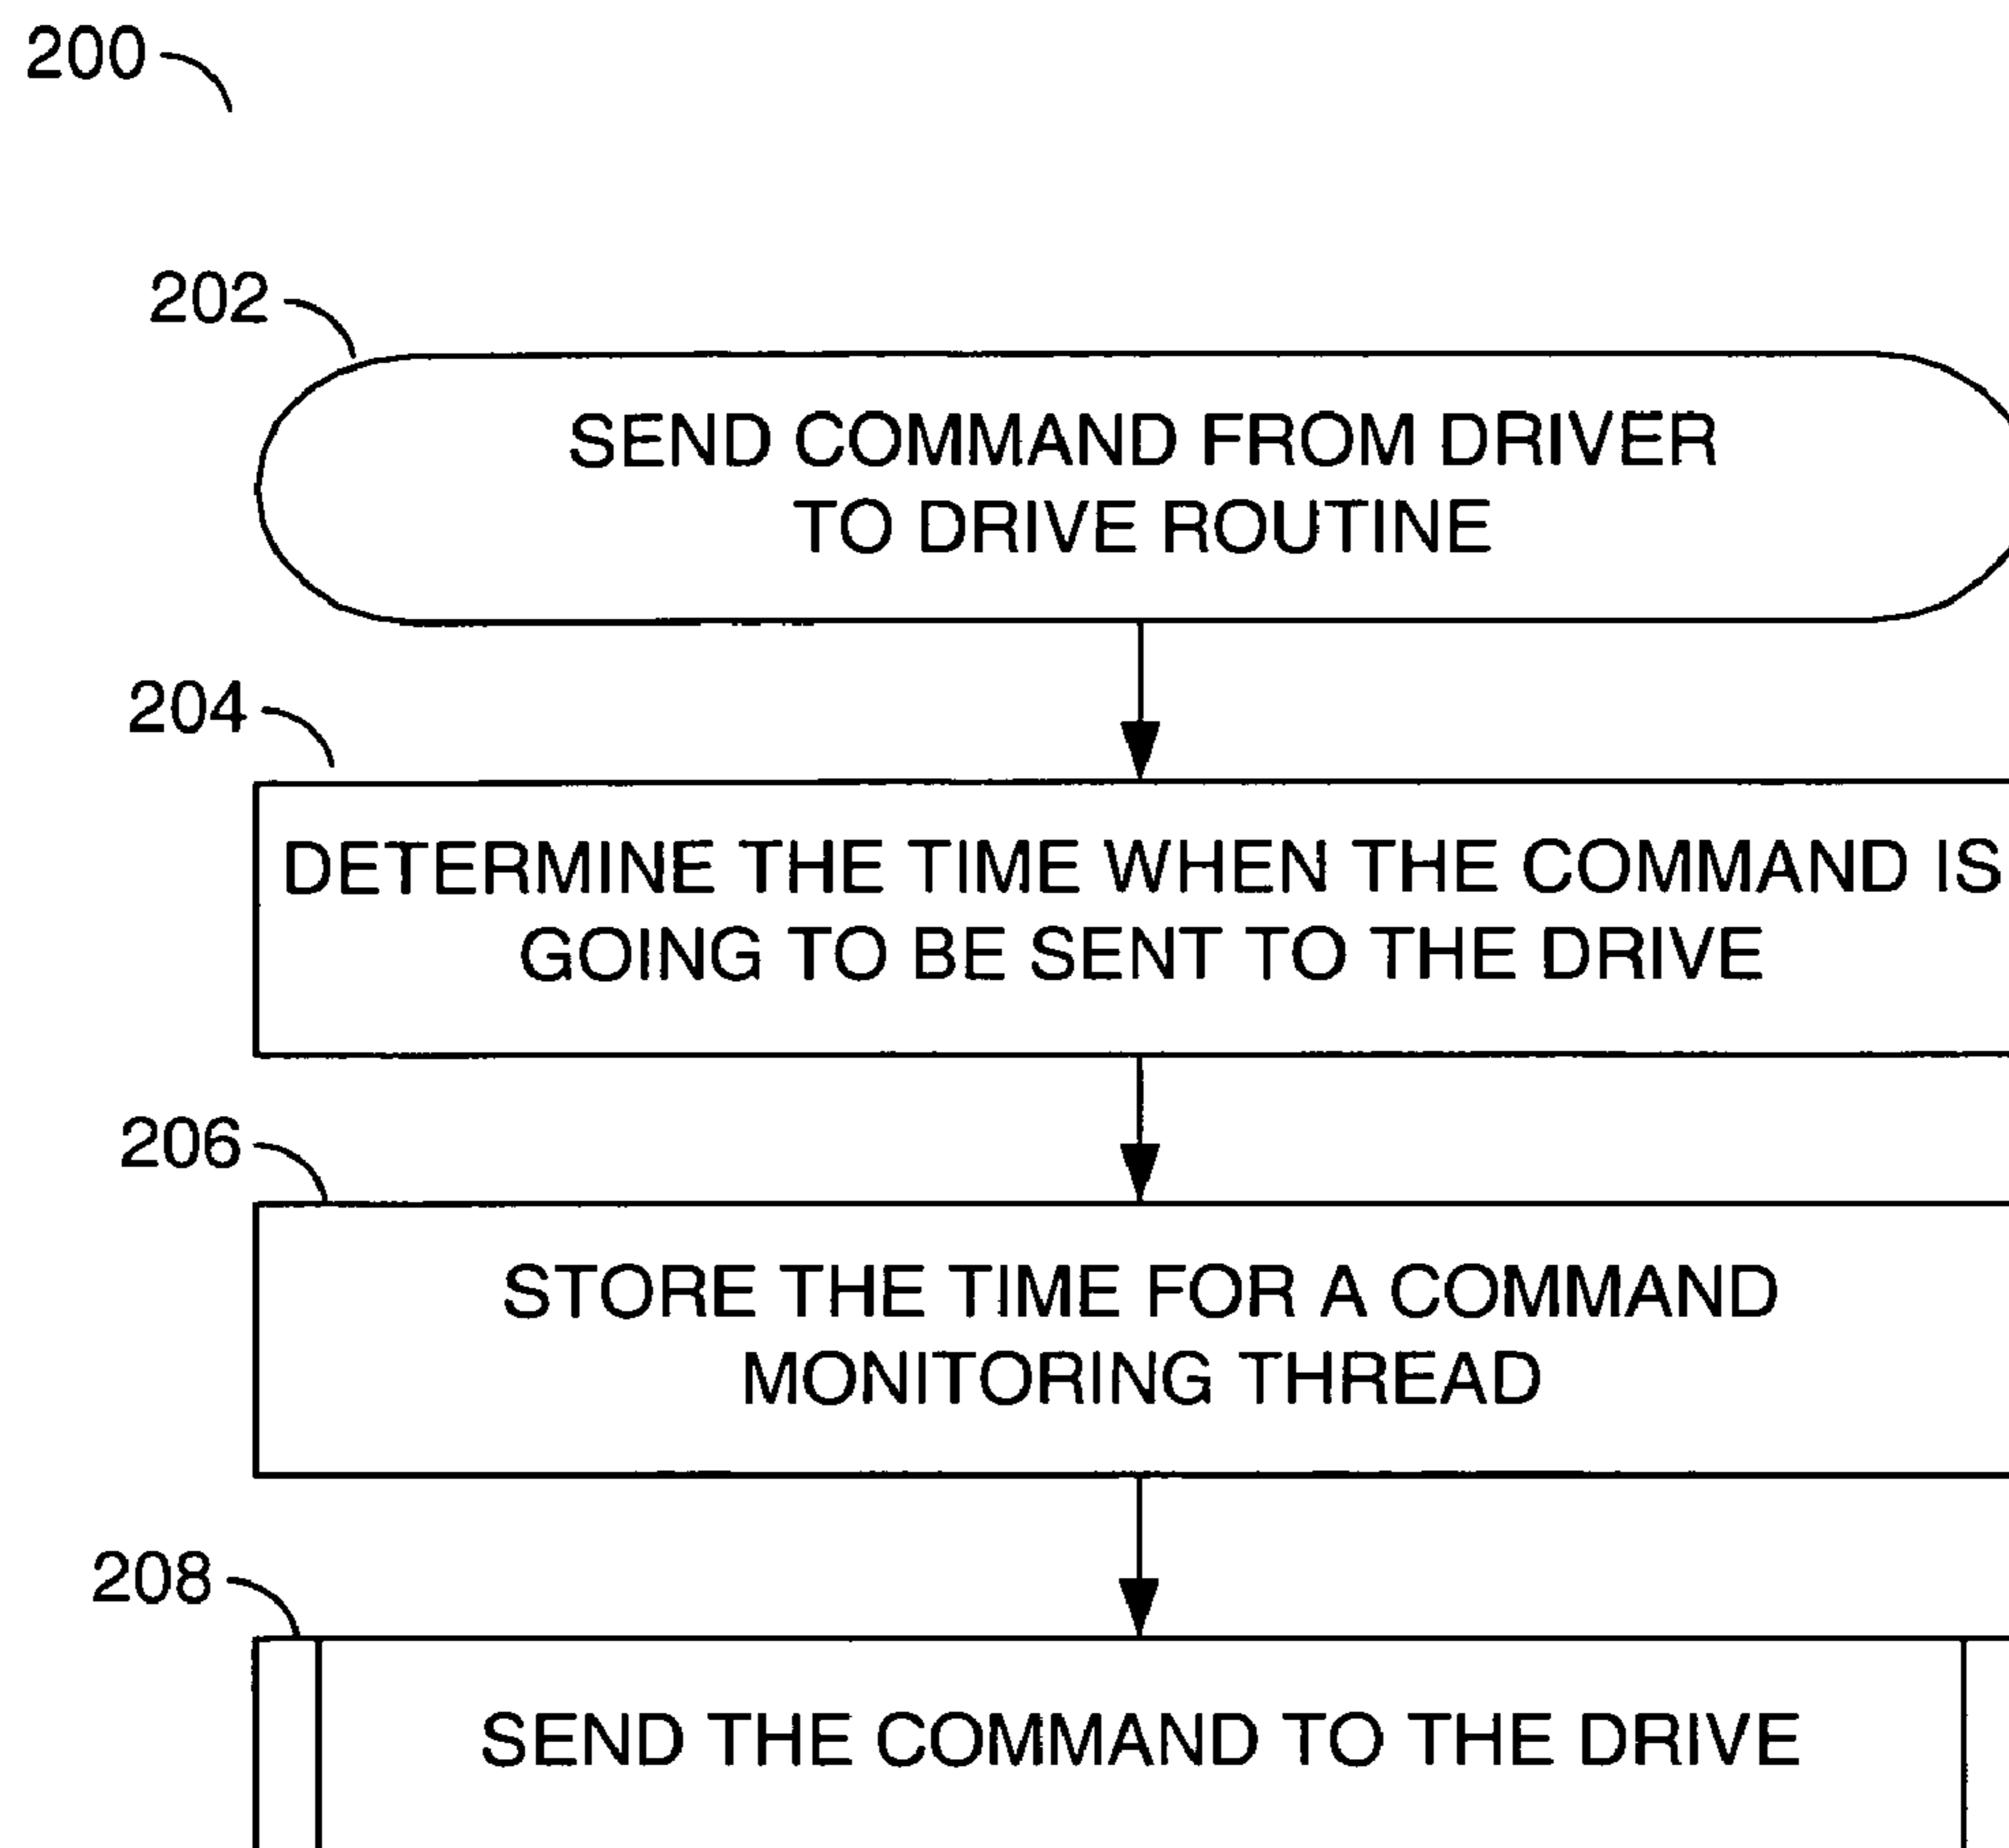 200
202
SEND COMMAND FROM DRIVER
TO DRIVE ROUTINE
204
DETERMINE THE TIME WHEN THE COMMAND IS
GOING TO BE SENT TO THE DRIVE
206
STORE THE TIME FOR A COMMAND
MONITORING THREAD
208
SEND THE COMMAND TO THE DRIVE